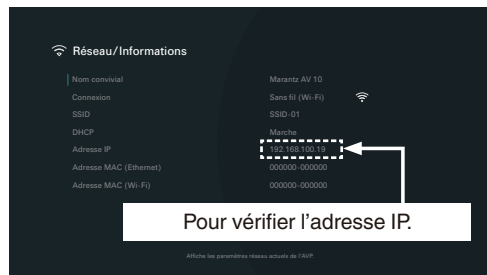 Réseau/Informations
Nom convivial Marantz AV 10
Connexion Sans fil (Wi-Fi)
SSID SSID-01
DHCP Marche
Adresse IP 192.168.100.19
Adresse MAC (Ethernet) 000000-000000
Adresse MAC (Wi-Fi) 000000-000000
Pour vérifier l’adresse IP.
Affiche les paramètres réseau actuels de l'AVP.